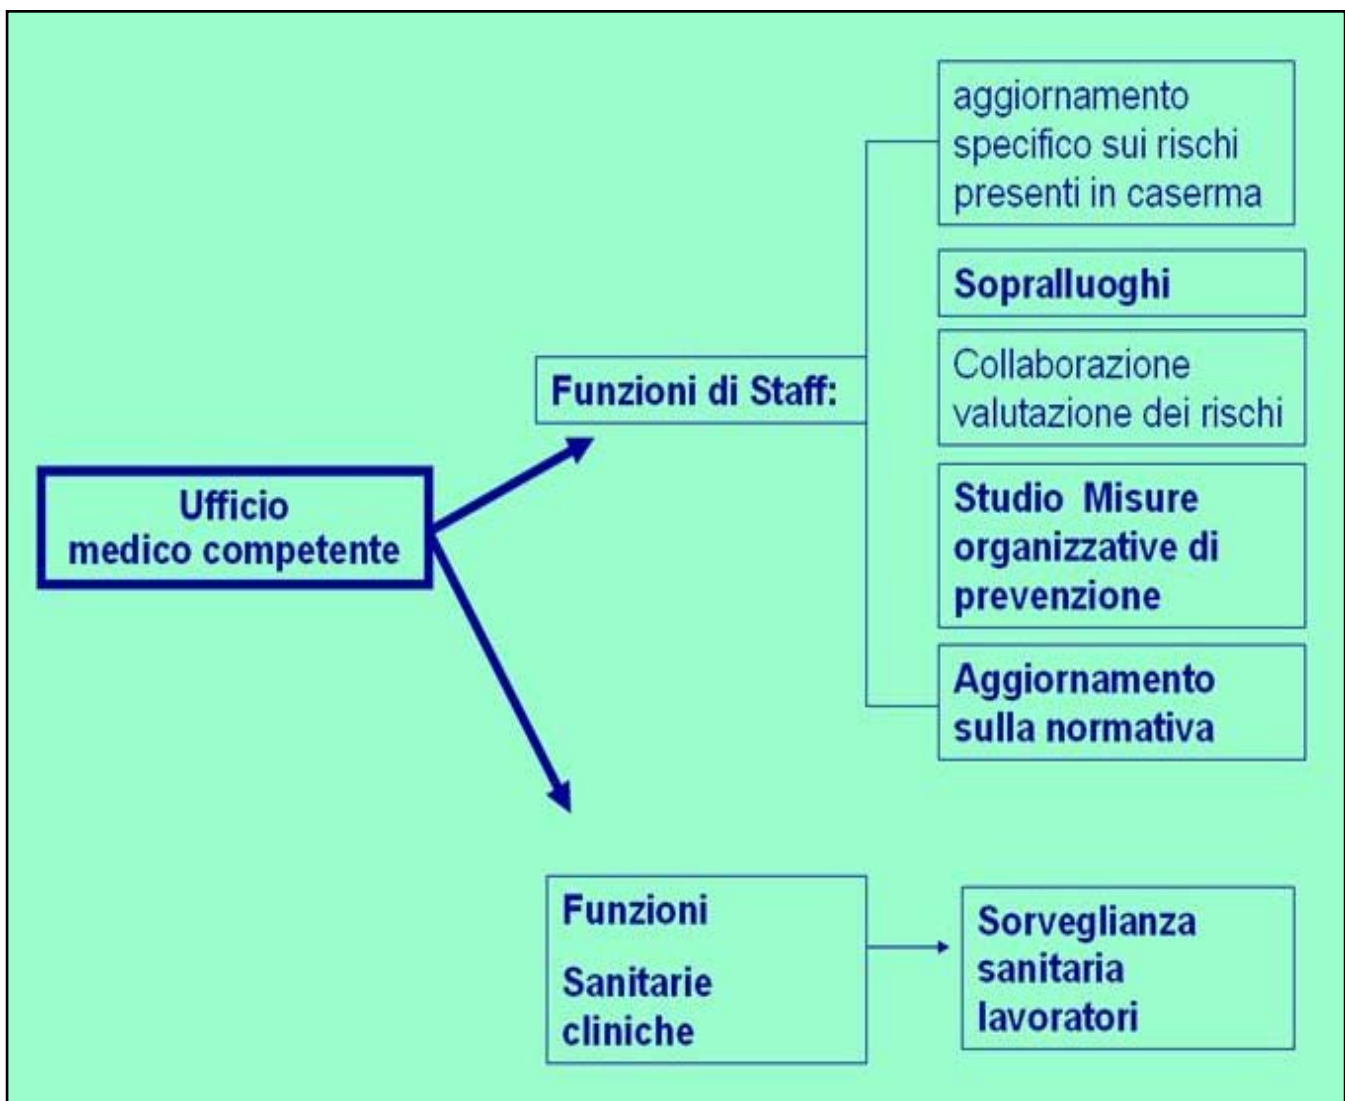 Ufficio
medico competente
Funzioni di Staff:
aggiornamento
specifico sui rischi
presenti in caserma
Sopralluoghi
Collaborazione
valutazione dei rischi
Studio Misure
organizzative di
prevenzione
Aggiornamento
sulla normativa
Funzioni
Sanitarie
cliniche
Sorveglianza
sanitaria
lavoratori